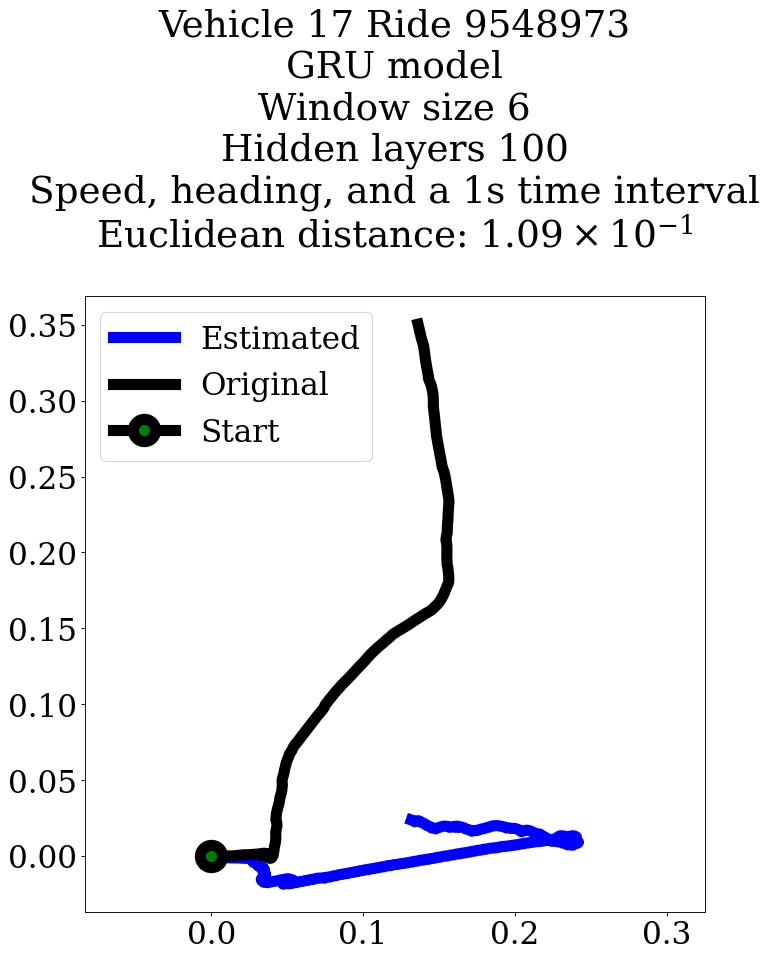 Vehicle 17 Ride 9548973
GRU model
Window size 6
Hidden layers 100
Speed, heading, and a 1s time interval
Euclidean distance: 1.09 × 10⁻¹
Estimated
Original
Start
0.35
0.30
0.25
0.20
0.15
0.10
0.05
0.00
0.0 0.1 0.2 0.3